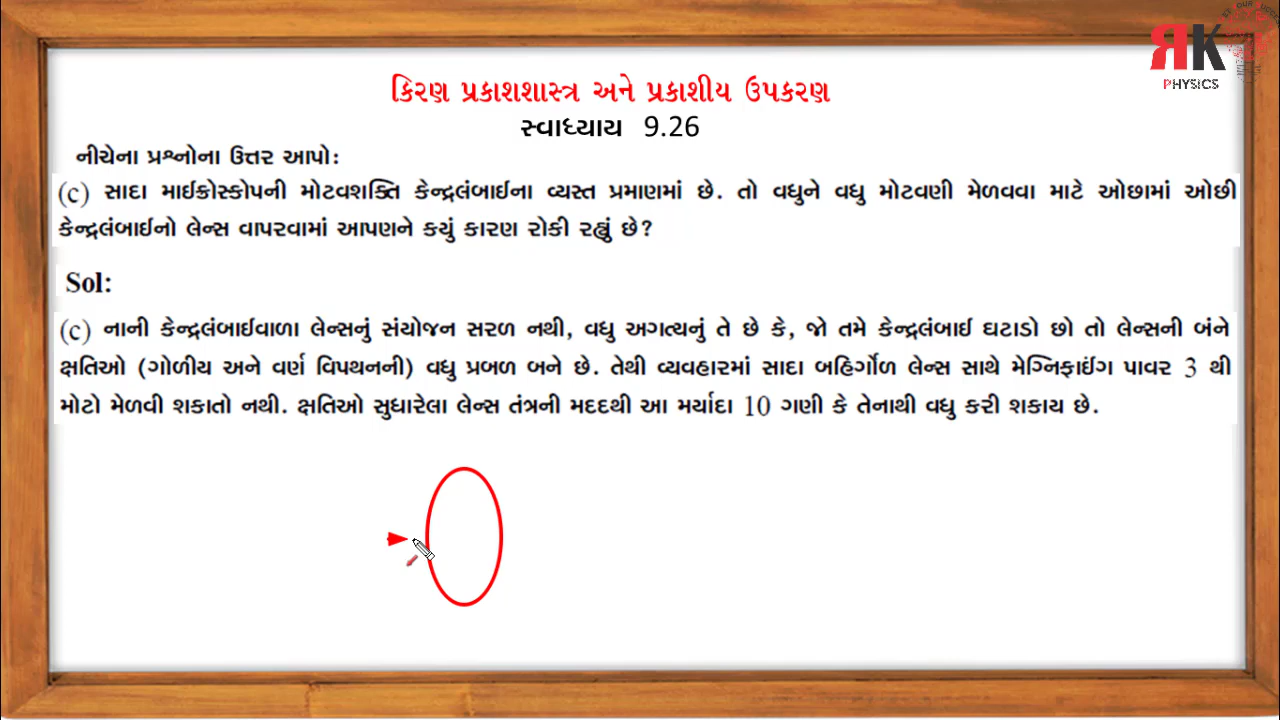 ЯK
PHYSICS
કિરણ પ્રકાશશાસ્ત્ર અને પ્રકાશીય ઉપકરણ
સ્વાધ્યાય 9.26
નીચેના પ્રશ્નોના ઉત્તર આપો:
(c) સાદા માઈક્રોસ્કોપની મોટવશક્તિ કેન્દ્રલંબાઈના વ્યસ્ત પ્રમાણમાં છે. તો વધુને વધુ મોટવણી મેળવવા માટે ઓછામાં ઓછી
કેન્દ્રલંબાઈનો લેન્સ વાપરવામાં આપણને કયું કારણ રોકી રહ્યું છે?
Sol:
(c) નાની કેન્દ્રલંબાઈવાળા લેન્સનું સંયોજન સરળ નથી, વધુ અગત્યનું તે છે કે, જો તમે કેન્દ્રલંબાઈ ઘટાડો છો તો લેન્સની બંને
ક્ષતિઓ (ગોળીય અને વર્ણ વિપથનની) વધુ પ્રબળ બને છે. તેથી વ્યવહારમાં સાદા બહિર્ગોળ લેન્સ સાથે મેગ્નિફાઈંગ પાવર 3 થી
મોટો મેળવી શકાતો નથી. ક્ષતિઓ સુધારેલા લેન્સ તંત્રની મદદથી આ મર્યાદા 10 ગણી કે તેનાથી વધુ કરી શકાય છે.